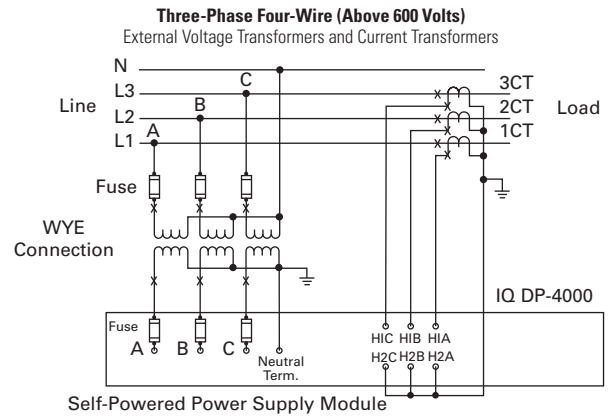 Three-Phase Four-Wire (Above 600 Volts)
External Voltage Transformers and Current Transformers
N
C
L3
3CT
Line
B
L2
2CT
Load
A
L1
1CT
Fuse
WYE
Connection
IQ DP-4000
Fuse
HIC HIB HIA
A B C
H2C H2B H2A
Neutral
Term.
Self-Powered Power Supply Module